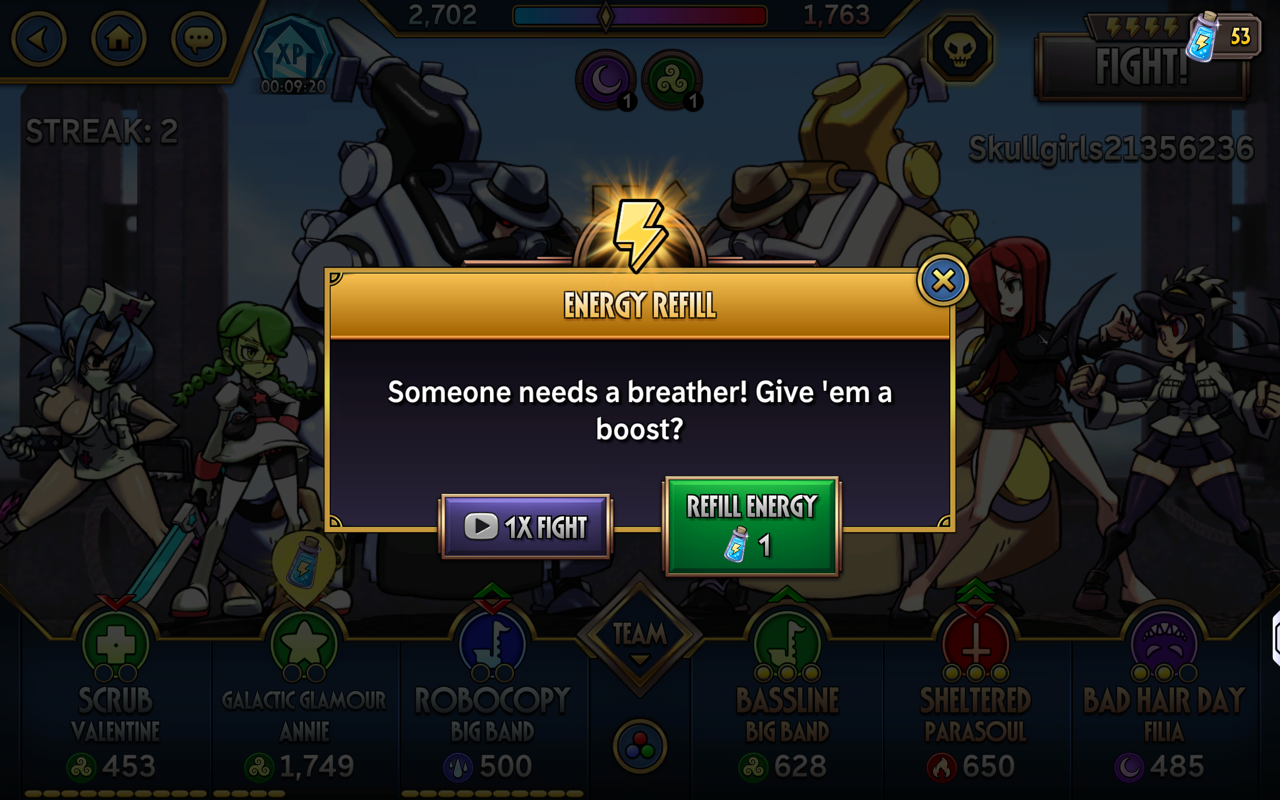 2,702
1,763
53
XP
00:09:20
1
1
FIGHT!
STREAK: 2
Skullgirls21356236
ENERGY REFILL
Someone needs a breather! Give 'em a
boost?
1X FIGHT
REFILL ENERGY
1
TEAM
SCRUB
VALENTINE
453
GALACTIC GLAMOUR
ANNIE
1,749
ROBOCOPY
BIG BAND
500
BASSLINE
BIG BAND
628
SHELTERED
PARASOUL
650
BAD HAIR DAY
FILIA
485